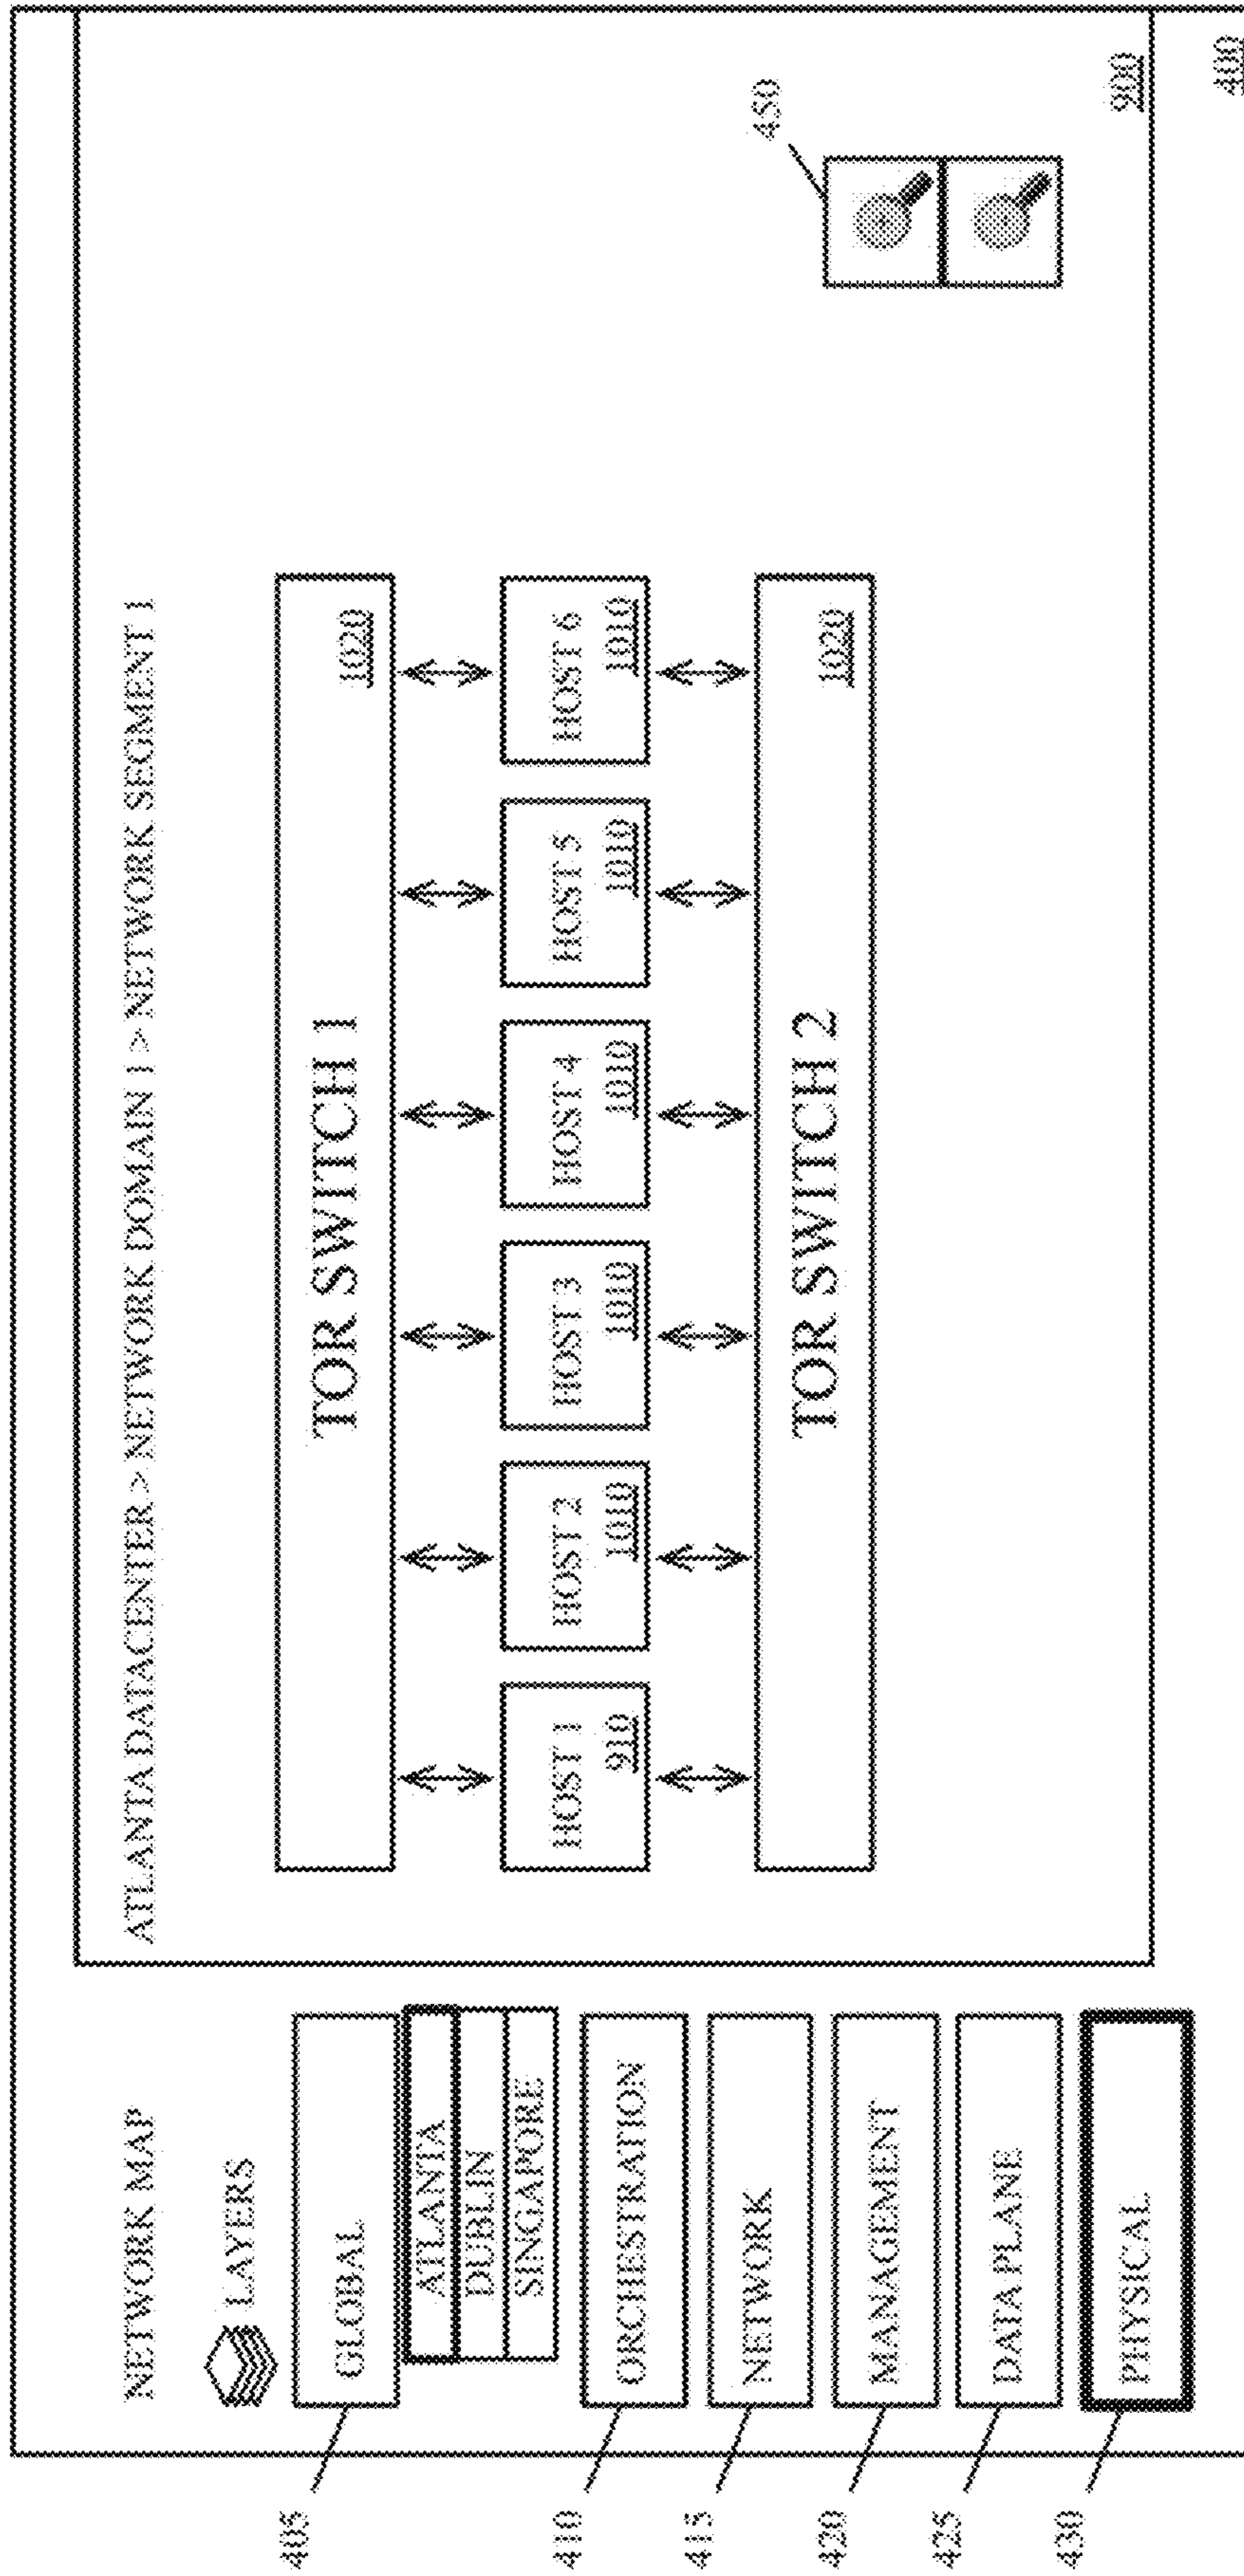 NETWORK MAP
LAYERS
405
GLOBAL
ATLANTA
DUBLIN
SINGAPORE
410
ORCHESTRATION
415
NETWORK
420
MANAGEMENT
425
DATA PLANE
430
PHYSICAL
ATLANTA DATACENTER > NETWORK DOMAIN 1 > NETWORK SEGMENT 1
TOR SWITCH 1
1020
HOST 1
910
HOST 2
1010
HOST 3
1010
HOST 4
1010
HOST 5
1010
HOST 6
1010
TOR SWITCH 2
1020
450
900
400